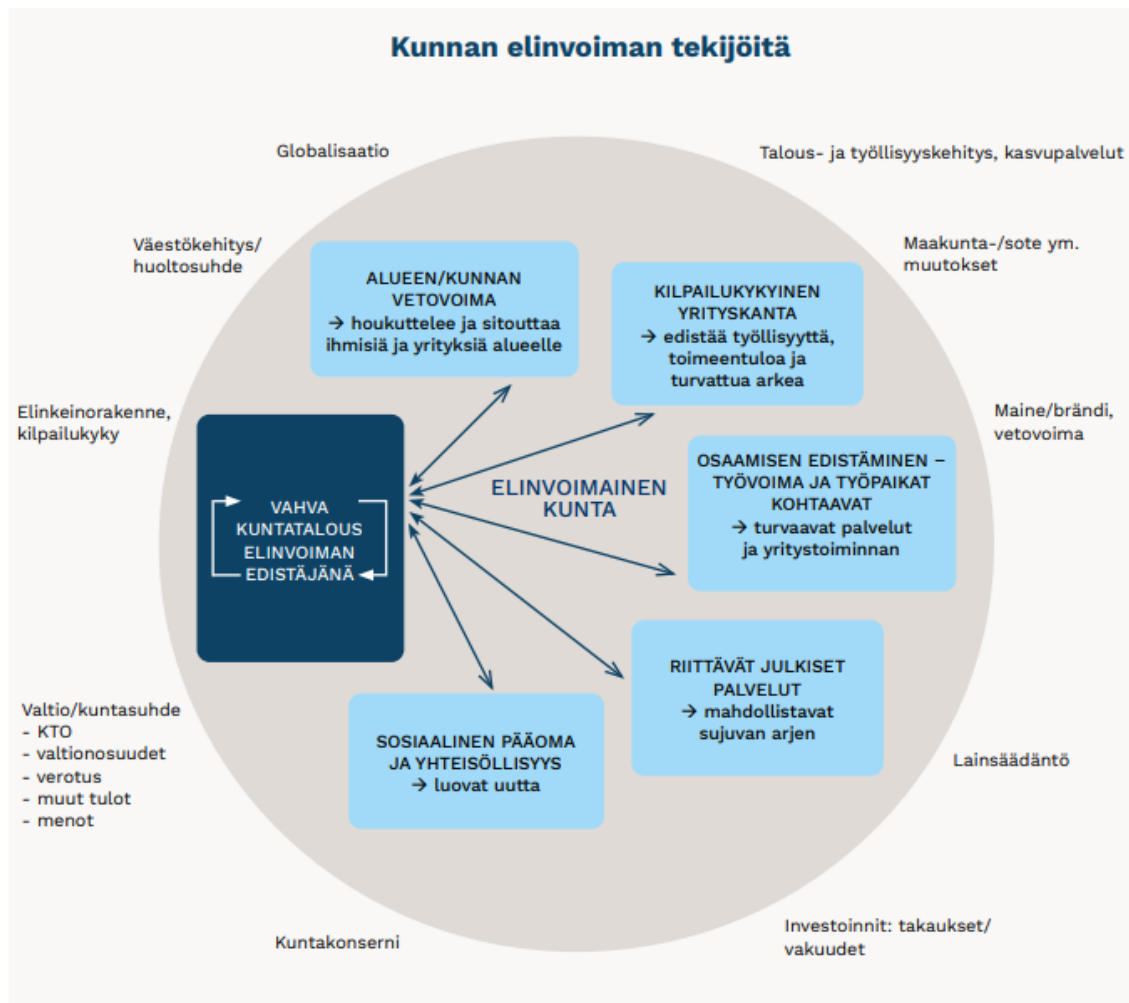 Kunnan elinvoiman tekijöitä
Globalisaatio
Talous- ja työllisyyskehitys, kasvupalvelut
Väestökehitys/
huoltosuhde
Maakunta-/sote ym.
muutokset
ALUEEN/KUNNAN
VETOVOIMA
→ houkuttelee ja sitouttaa
ihmisiä ja yrityksiä alueelle
KILPAILUKYKYINEN
YRITYSKANTA
→ edistää työllisyyttä,
toimeentuloa ja
turvattua arkea
Elinkeinorakenne,
kilpailukyky
Maine/brändi,
vetovoima
VAHVA
KUNTATALOUS
ELINVOIMAN
EDISTÄJÄNÄ
ELINVOIMAINEN
KUNTA
OSAAMISEN EDISTÄMINEN –
TYÖVOIMA JA TYÖPAIKAT
KOHTAAVAT
→ turvaavat palvelut
ja yritystoiminnan
RIITTÄVÄT JULKISET
PALVELUT
→ mahdollistavat
sujuvan arjen
SOSIAALINEN PÄÄOMA
JA YHTEISÖLLISYYS
→ luovat uutta
Valtio/kuntasuhde
- KTO
- valtionosuudet
- verotus
- muut tulot
- menot
Lainsäädäntö
Kuntakonserni
Investoinnit: takaukset/
vakuudet